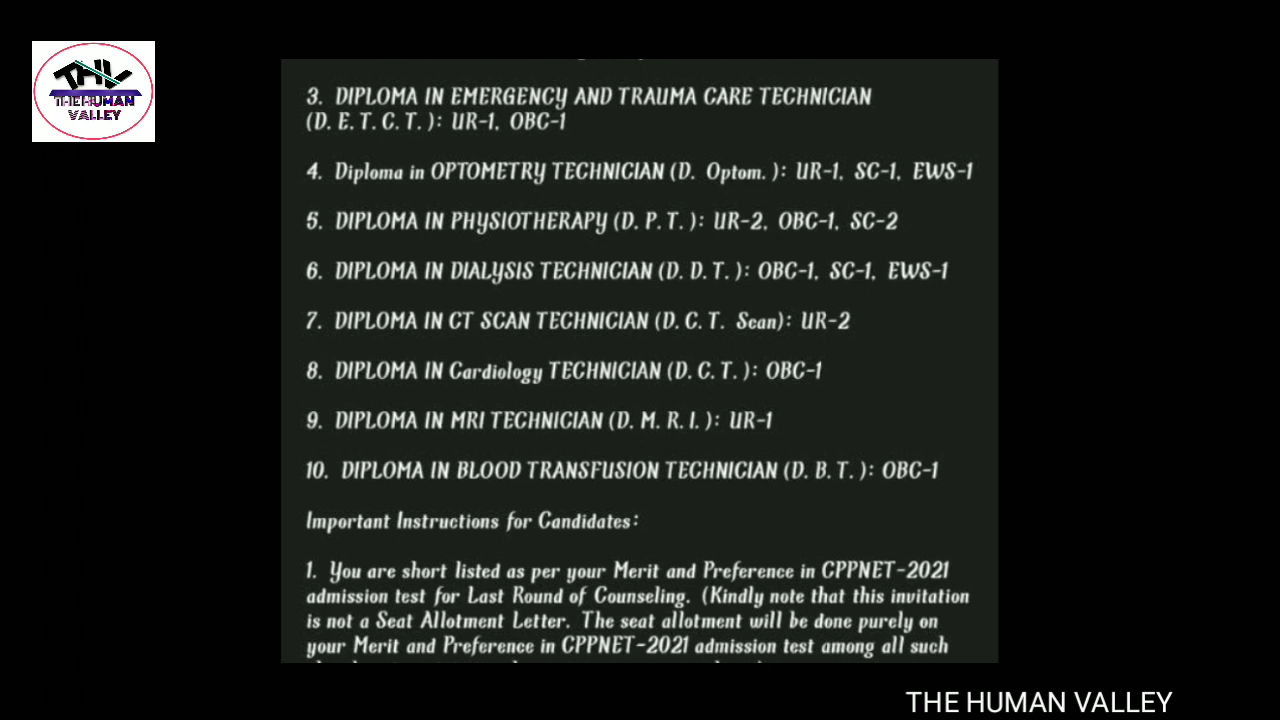 THV
THEHUMAN
VALLEY
3. DIPLOMA IN EMERGENCY AND TRAUMA CARE TECHNICIAN
(D. E. T. C. T. ): UR-1, OBC-1
4. Diploma in OPTOMETRY TECHNICIAN (D. Optom. ): UR-1, SC-1, EWS-1
5. DIPLOMA IN PHYSIOTHERAPY (D. P. T. ): UR-2, OBC-1, SC-2
6. DIPLOMA IN DIALYSIS TECHNICIAN (D. D. T. ): OBC-1, SC-1, EWS-1
7. DIPLOMA IN CT SCAN TECHNICIAN (D. C. T. Scan): UR-2
8. DIPLOMA IN Cardiology TECHNICIAN (D. C. T. ): OBC-1
9. DIPLOMA IN MRI TECHNICIAN (D. M. R. I. ): UR-1
10. DIPLOMA IN BLOOD TRANSFUSION TECHNICIAN (D. B. T. ): OBC-1
Important Instructions for Candidates:
1. You are short listed as per your Merit and Preference in CPPNET-2021
admission test for Last Round of Counseling. (Kindly note that this invitation
is not a Seat Allotment Letter. The seat allotment will be done purely on
your Merit and Preference in CPPNET-2021 admission test among all such
THE HUMAN VALLEY